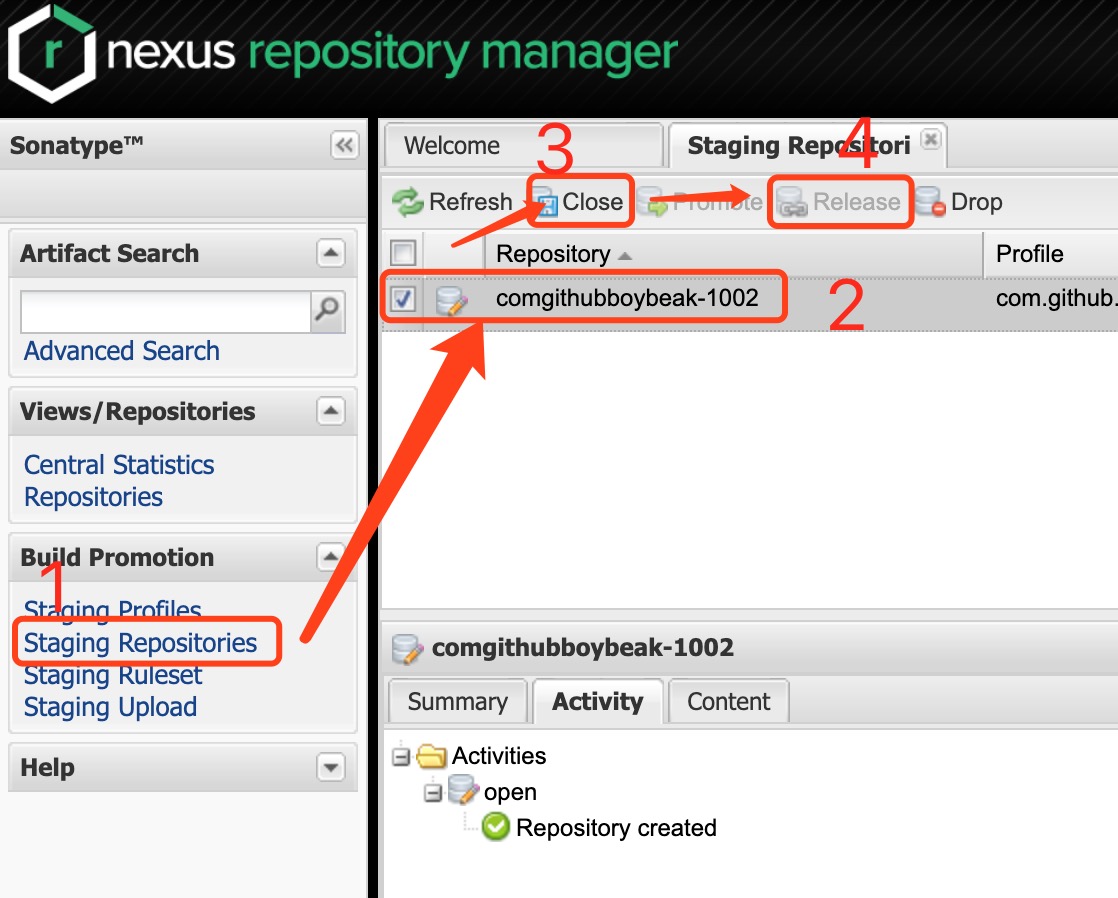 r nexus repository manager
Sonatype™
Welcome
3
Staging Repositori
4
Refresh
Close
Promote
Release
Drop
Artifact Search
Advanced Search
Repository
Profile
comgithubboybeak-1002
2
com.github.
Views/Repositories
Central Statistics
Repositories
Build Promotion
1
Staging Profiles
Staging Repositories
Staging Ruleset
Staging Upload
Help
comgithubboybeak-1002
Summary
Activity
Content
Activities
open
Repository created